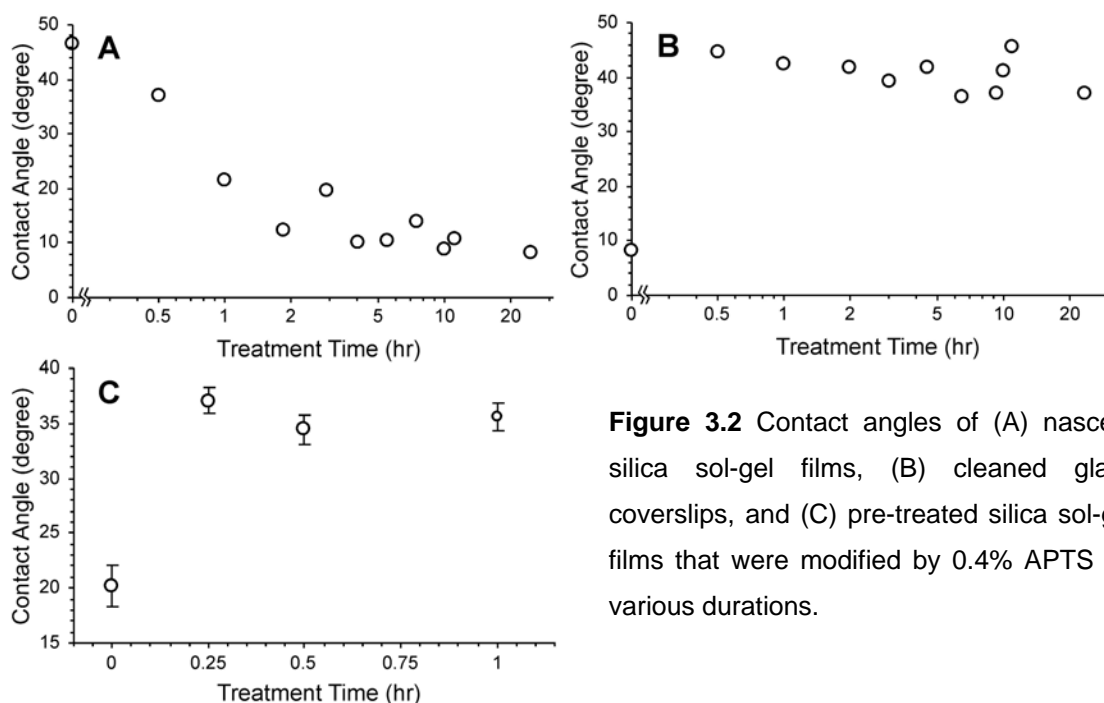 A
Contact Angle (degree)
50
40
30
20
10
0
0 0.5 1 2 5 10 20
Treatment Time (hr)
B
Contact Angle (degree)
50
40
30
20
10
0
0 0.5 1 2 5 10 20
Treatment Time (hr)
C
Contact Angle (degree)
40
35
30
25
20
15
0 0.25 0.5 0.75 1
Treatment Time (hr)
Figure 3.2 Contact angles of (A) nasce
silica sol-gel films, (B) cleaned gla
coverslips, and (C) pre-treated silica sol-g
films that were modified by 0.4% APTS
various durations.